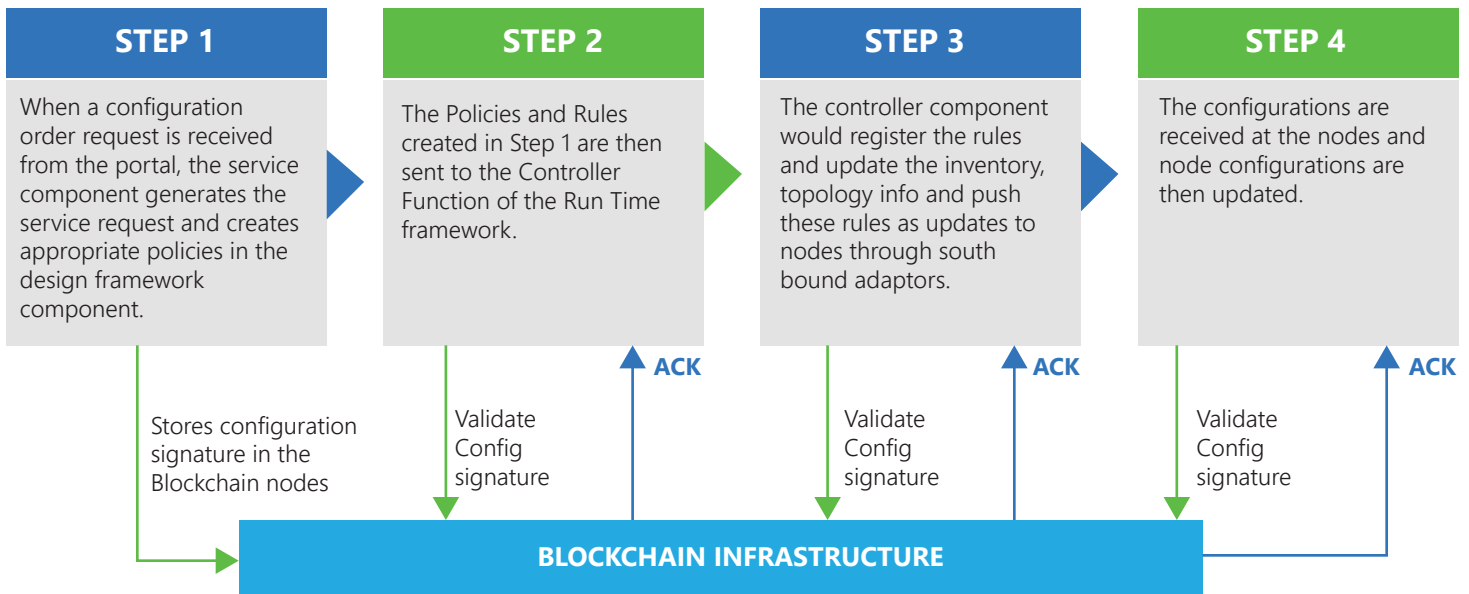 STEP 1
When a configuration
order request is received
from the portal, the service
component generates the
service request and creates
appropriate policies in the
design framework
component.
STEP 2
The Policies and Rules
created in Step 1 are then
sent to the Controller
Function of the Run Time
framework.
STEP 3
The controller component
would register the rules
and update the inventory,
topology info and push
these rules as updates to
nodes through south
bound adaptors.
STEP 4
The configurations are
received at the nodes and
node configurations are
then updated.
Stores configuration
signature in the
Blockchain nodes
Validate
Config
signature
ACK
Validate
Config
signature
ACK
Validate
Config
signature
ACK
BLOCKCHAIN INFRASTRUCTURE